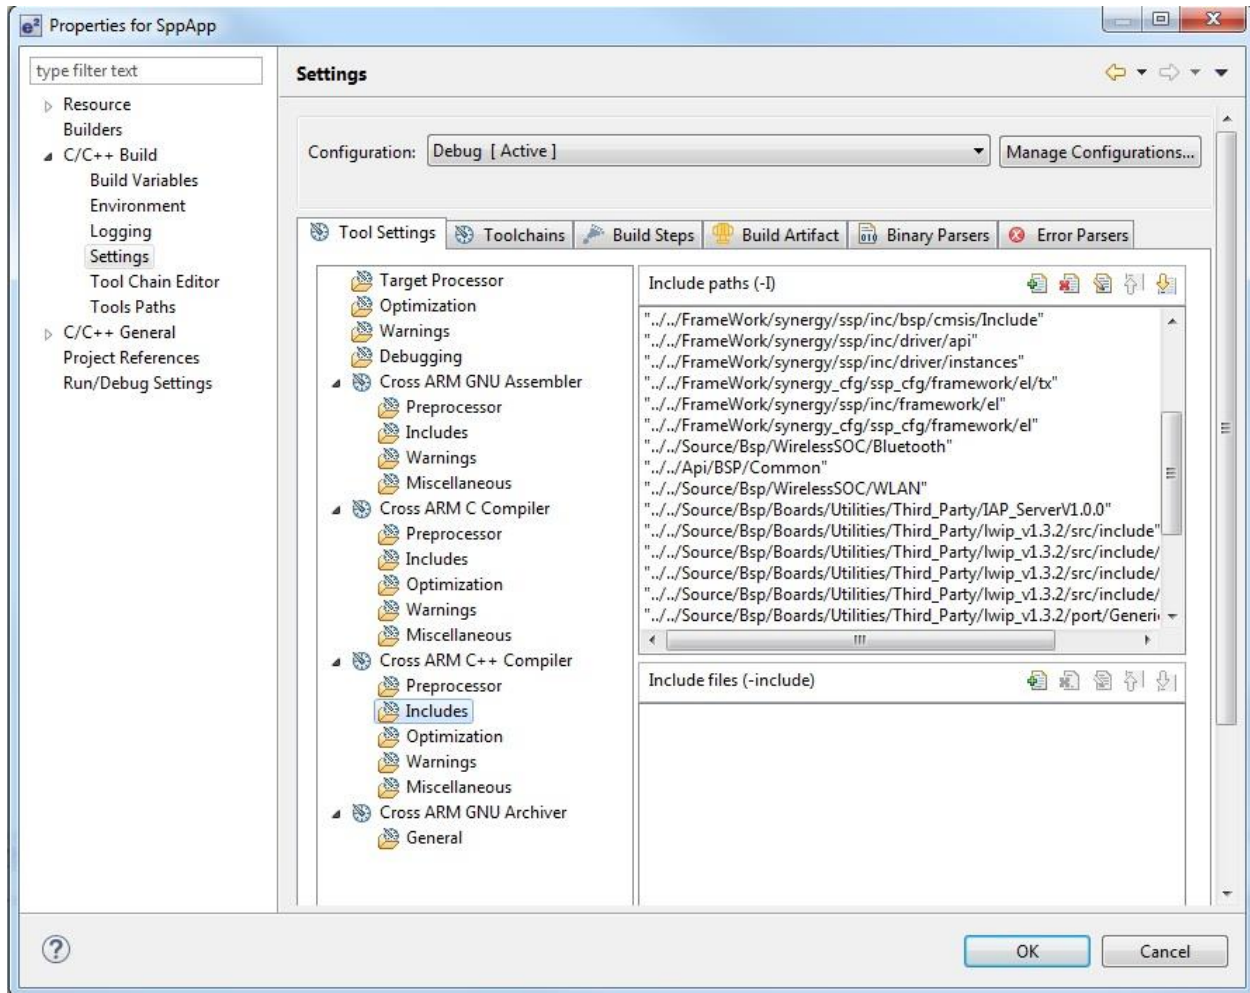 e² Properties for SppApp
type filter text
Settings
Resource
Builders
C/C++ Build
Build Variables
Environment
Logging
Settings
Tool Chain Editor
Tools Paths
C/C++ General
Project References
Run/Debug Settings
Configuration: Debug [ Active ] Manage Configurations...
Tool Settings Toolchains Build Steps Build Artifact 010 Binary Parsers Error Parsers
Target Processor
Optimization
Warnings
Debugging
Cross ARM GNU Assembler
Preprocessor
Includes
Warnings
Miscellaneous
Cross ARM C Compiler
Preprocessor
Includes
Optimization
Warnings
Miscellaneous
Cross ARM C++ Compiler
Preprocessor
Includes
Optimization
Warnings
Miscellaneous
Cross ARM GNU Archiver
General
Include paths (-I)
"../../FrameWork/synergy/ssp/inc/bsp/cmsis/Include"
"../../FrameWork/synergy/ssp/inc/driver/api"
"../../FrameWork/synergy/ssp/inc/driver/instances"
"../../FrameWork/synergy_cfg/ssp_cfg/framework/el/tx"
"../../FrameWork/synergy/ssp/inc/framework/el"
"../../FrameWork/synergy_cfg/ssp_cfg/framework/el"
"../../Source/Bsp/WirelessSOC/Bluetooth"
"../../Api/BSP/Common"
"../../Source/Bsp/WirelessSOC/WLAN"
"../../Source/Bsp/Boards/Utilities/Third_Party/IAP_ServerV1.0.0"
"../../Source/Bsp/Boards/Utilities/Third_Party/lwip_v1.3.2/src/include"
"../../Source/Bsp/Boards/Utilities/Third_Party/lwip_v1.3.2/src/include/
"../../Source/Bsp/Boards/Utilities/Third_Party/lwip_v1.3.2/src/include/
"../../Source/Bsp/Boards/Utilities/Third_Party/lwip_v1.3.2/src/include/
"../../Source/Bsp/Boards/Utilities/Third_Party/lwip_v1.3.2/port/Generi
Include files (-include)
OK Cancel